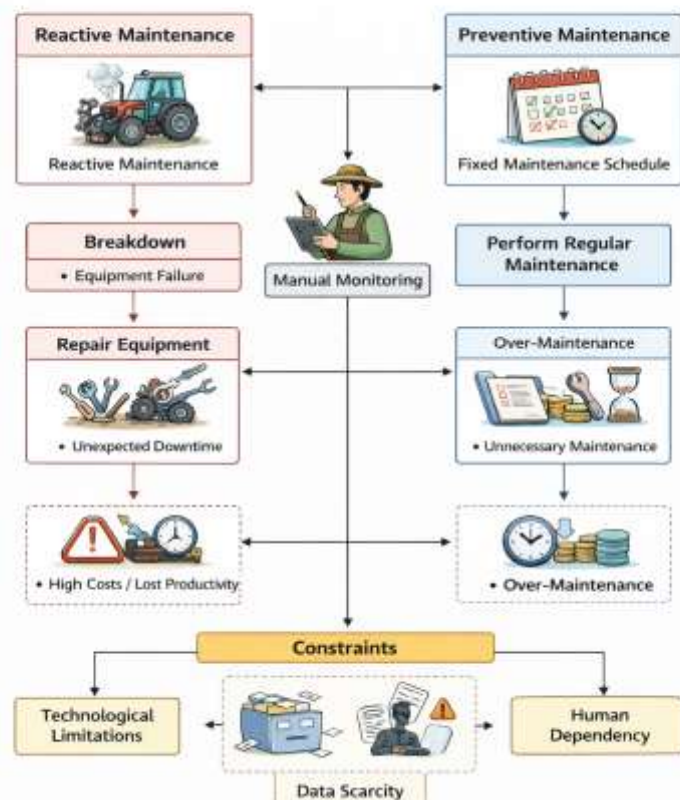 Reactive Maintenance
Reactive Maintenance
Breakdown
• Equipment Failure
Repair Equipment
• Unexpected Downtime
• High Costs / Lost Productivity
Manual Monitoring
Preventive Maintenance
Fixed Maintenance Schedule
Perform Regular
Maintenance
Over-Maintenance
• Unnecessary Maintenance
• Over-Maintenance
Constraints
Technological
Limitations
Data Scarcity
Human
Dependency